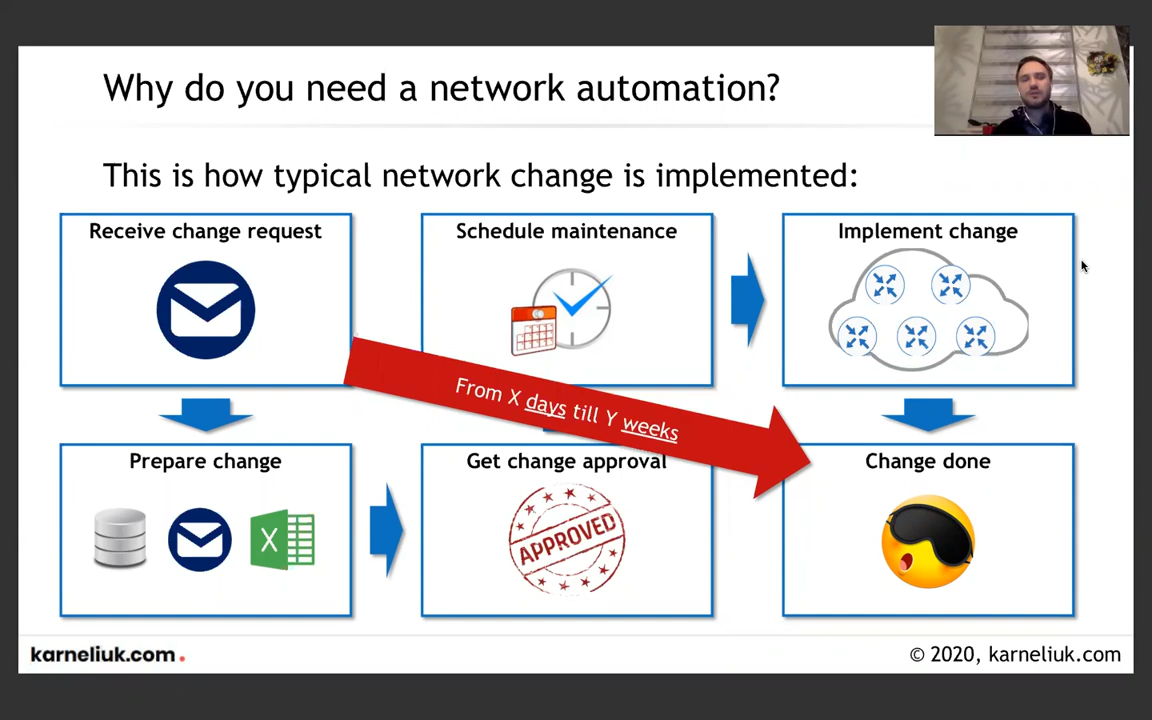 Why do you need a network automation?
This is how typical network change is implemented:
Receive change request
Schedule maintenance
Implement change
From X days till Y weeks
Prepare change
Get change approval
Change done
X
APPROVED
karneliuk.com.
© 2020, karneliuk.com